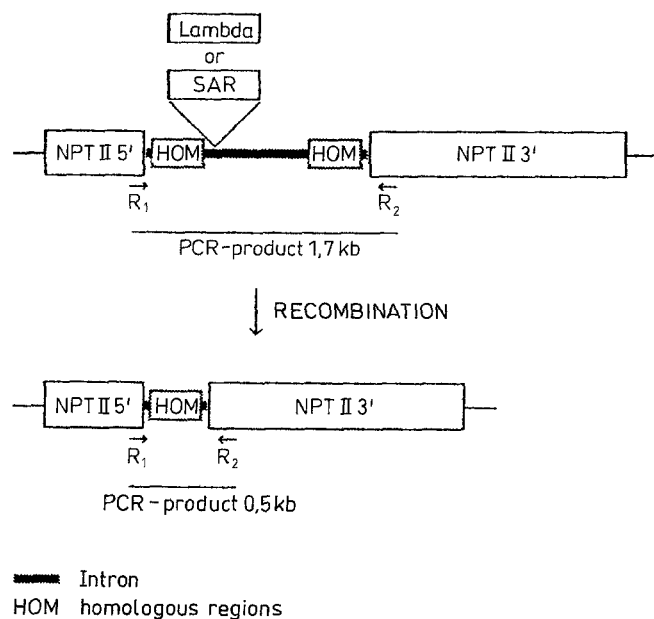 Lambda
or
SAR
NPT II 5' HOM HOM NPT II 3'
R1 R2
PCR-product 1,7 kb
RECOMBINATION
NPT II 5' HOM NPT II 3'
R1 R2
PCR-product 0,5 kb
Intron
HOM homologous regions